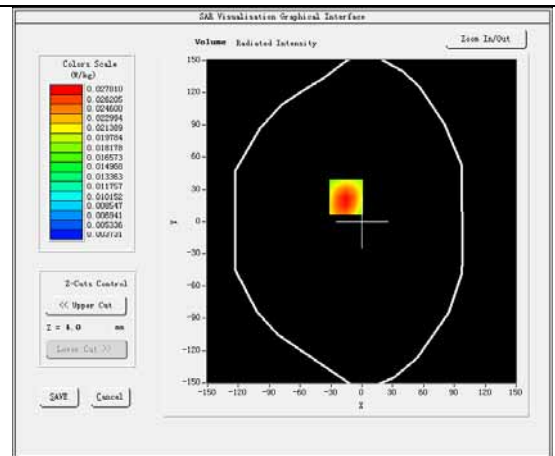 SAR Visualisation Graphical Interface
Volume Radiated Intensity
Zoom In/Out
Colors Scale
(W/kg)
0.027810
0.026205
0.024600
0.022994
0.021389
0.019784
0.018178
0.016573
0.014968
0.013363
0.011757
0.010152
0.008547
0.006941
0.005336
0.003731
150
120
90
60
30
0
-30
-60
-90
-120
-150
Y
-150 -120 -90 -60 -30 0 30 60 90 120 150
X
Z-Cuts Control
<< Upper Cut
Z = 4.0 mm
Lower Cut >>
SAVE Cancel